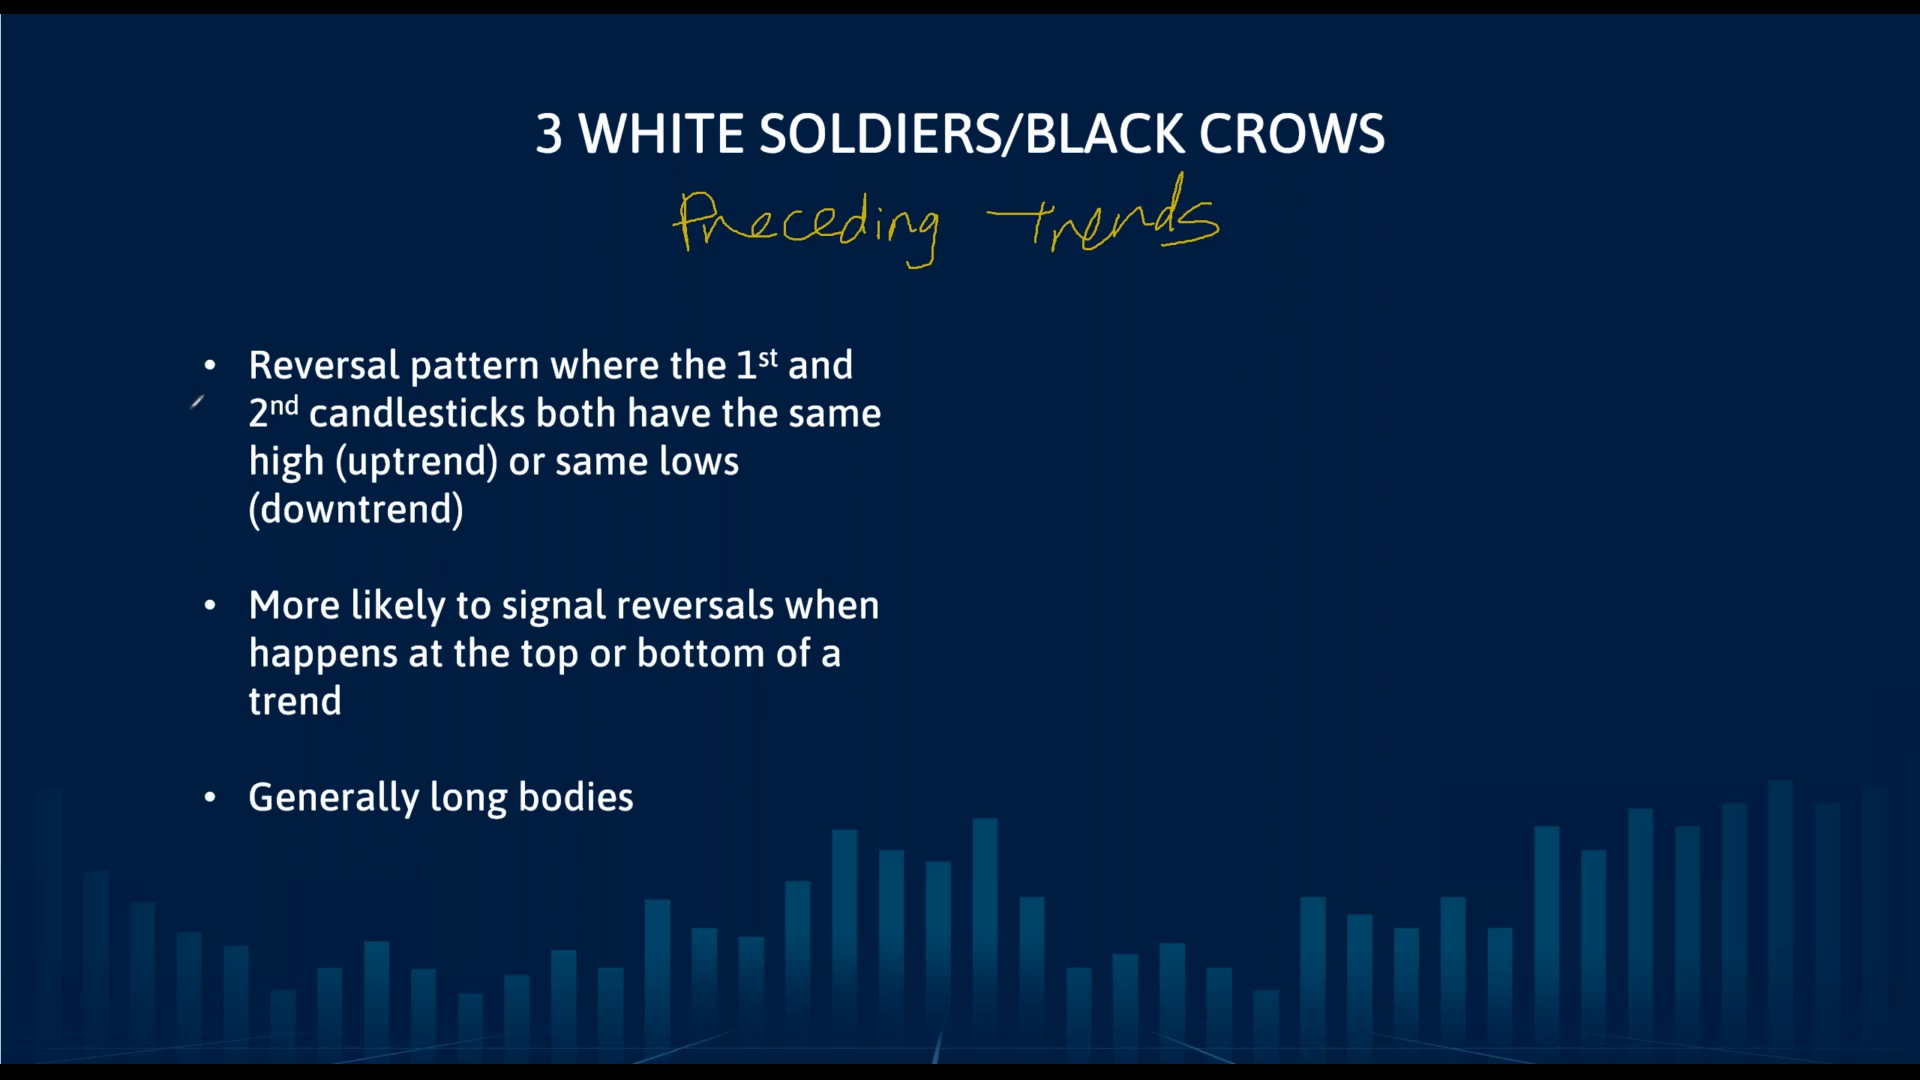 3 WHITE SOLDIERS/BLACK CROWS
Preceding Trends
• Reversal pattern where the 1st and
2nd candlesticks both have the same
high (uptrend) or same lows
(downtrend)
• More likely to signal reversals when
happens at the top or bottom of a
trend
• Generally long bodies